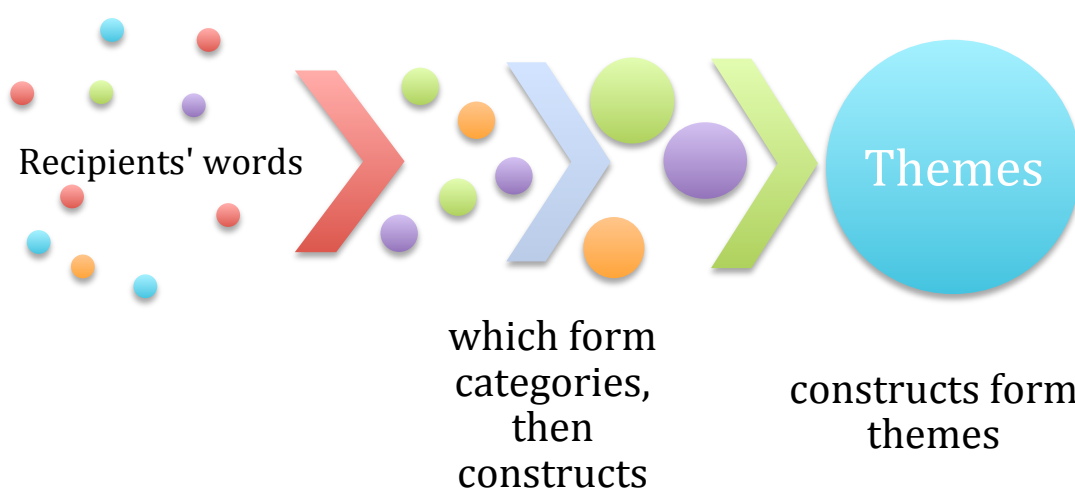 Recipients' words
Themes
which form
categories,
then
constructs
constructs form
themes